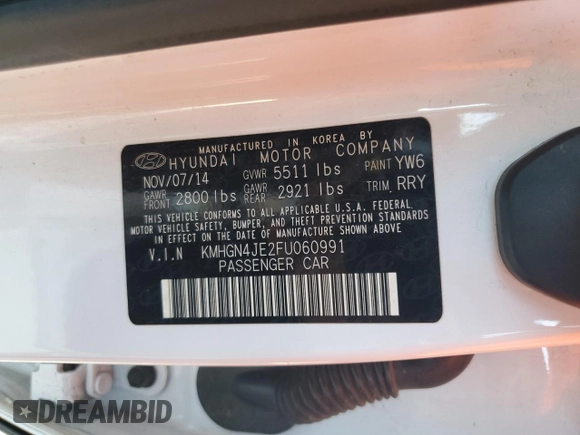 MANUFACTURED IN KOREA BY
HYUNDAI MOTOR COMPANY
NOV/07/14 GVWR 5511 lbs PAINT YW6
GAWR FRONT 2800 lbs GAWR REAR 2921 lbs TRIM RRY
THIS VEHICLE CONFORMS TO ALL APPLICABLE U.S.A. FEDERAL
MOTOR VEHICLE SAFETY, BUMPER, AND THEFT PREVENTION STANDARDS
IN EFFECT ON THE DATE OF MANUFACTURE SHOWN ABOVE.
V.I.N KMHGN4JE2FU060991
PASSENGER CAR
DREAMBID